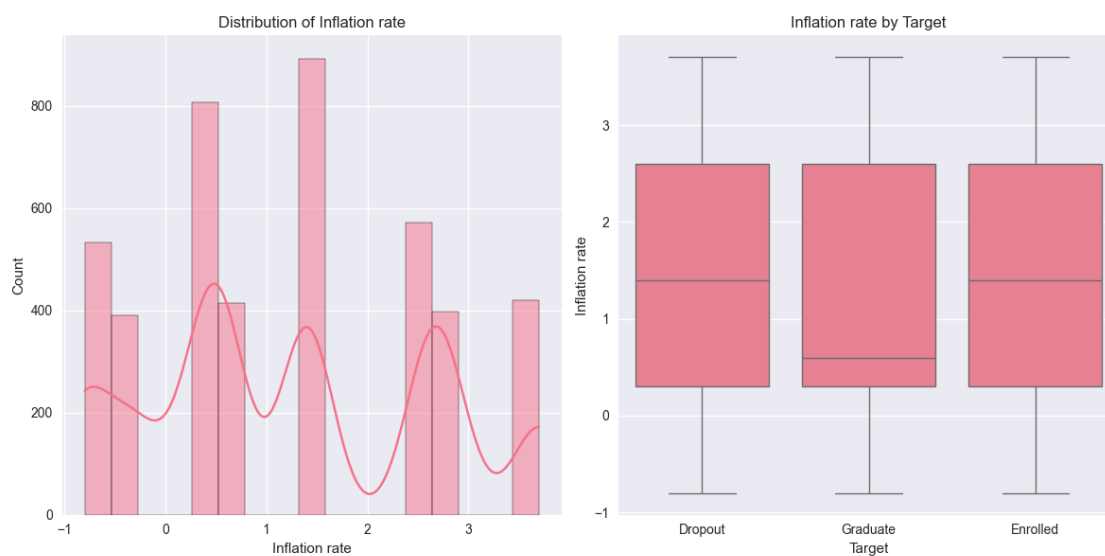 Distribution of Inflation rate
Count
800
600
400
200
0
−1
0
1
2
3
Inflation rate
Inflation rate by Target
Inflation rate
3
2
1
0
−1
Dropout
Graduate
Enrolled
Target